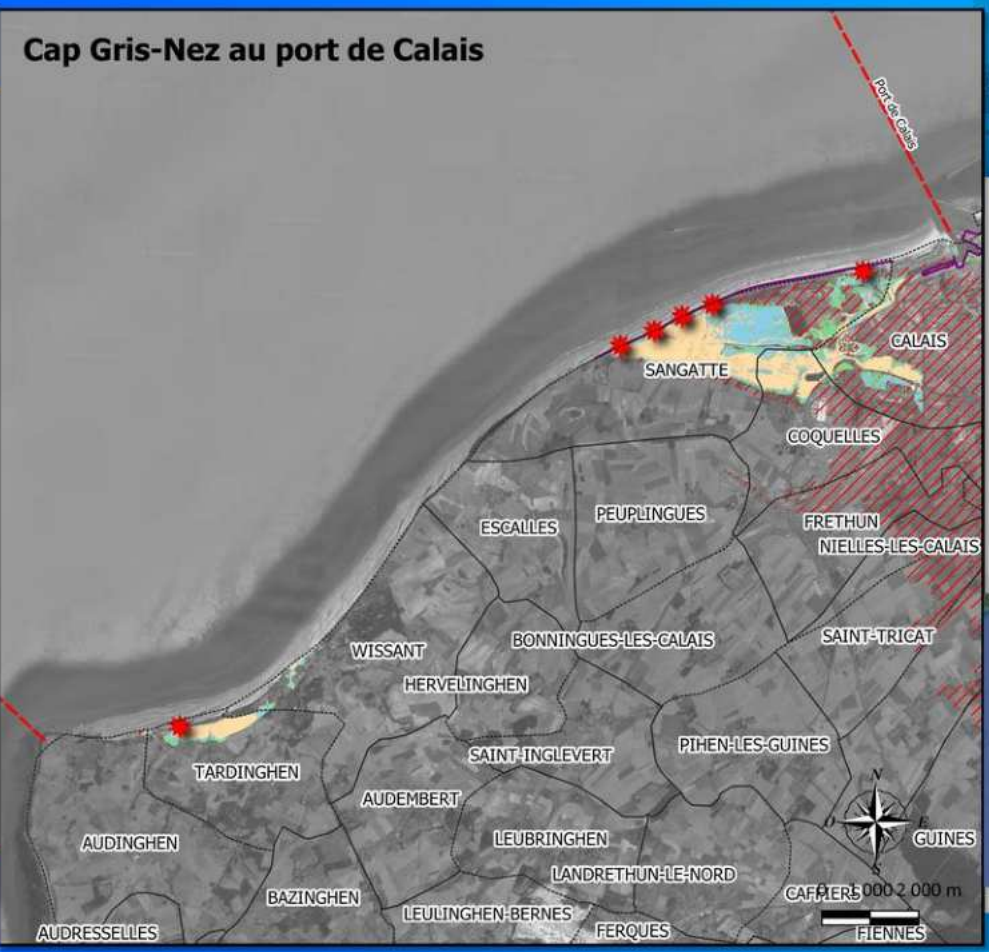 Cap Gris-Nez au port de Calais
Port de Calais
CALAIS
SANGATTE
COQUELLES
ESCALLES
PEUPLINGUES
FRETHUN
NIELLES-LES-CALAIS
WISSANT
BONNINGUES-LES-CALAIS
SAINT-TRICAT
HERVELINGHEN
SAINT-INGLEVERT
PIHEN-LES-GUINES
TARDINGHEN
N
AUDEMBERT
O
E
AUDINGHEN
LEUBRINGHEN
GUINES
S
LANDRETHUN-LE-NORD
CAFFIERS
0 1 000 2 000 m
BAZINGHEN
LEULINGHEN-BERNES
AUDRESSELLES
FERQUES
FIENNES